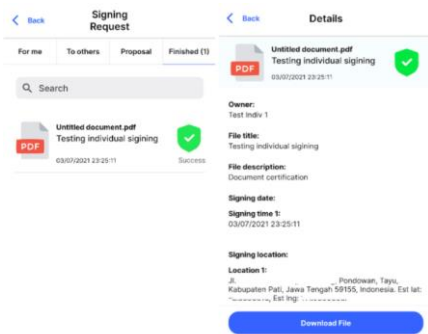 Back
Signing
Request
For me
To others
Proposal
Finished (1)
Search
PDF
Untitled document.pdf
Testing individual sigining
03/07/2021 23:25:11
Success
Back
Details
PDF
Untitled document.pdf
Testing individual sigining
03/07/2021 23:25:11
Owner:
Test Indiv 1
File title:
Testing individual sigining
File description:
Document certification
Signing date:
Signing time 1:
03/07/2021 23:25:11
Signing location:
Location 1:
Jl. Pondowan, Tayu,
Kabupaten Pati, Jawa Tengah 59155, Indonesia. Est lat:
Est lng:
Download File